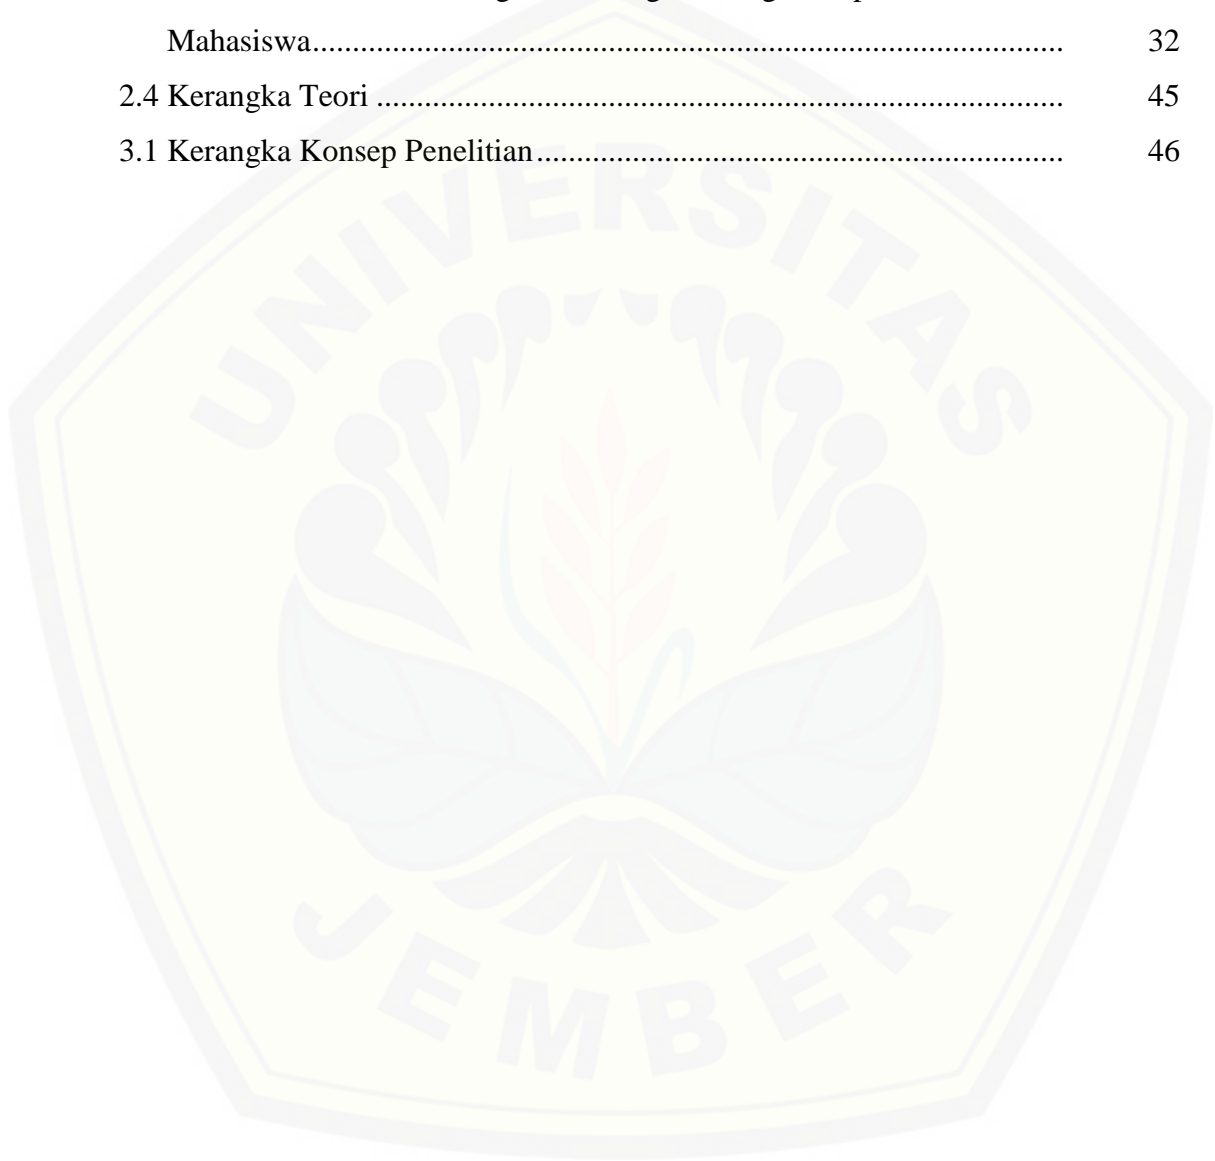 Mahasiswa............................................................................................... 32
2.4 Kerangka Teori ...................................................................................... 45
3.1 Kerangka Konsep Penelitian.................................................................. 46
UNIVERSITAS
JEMBER